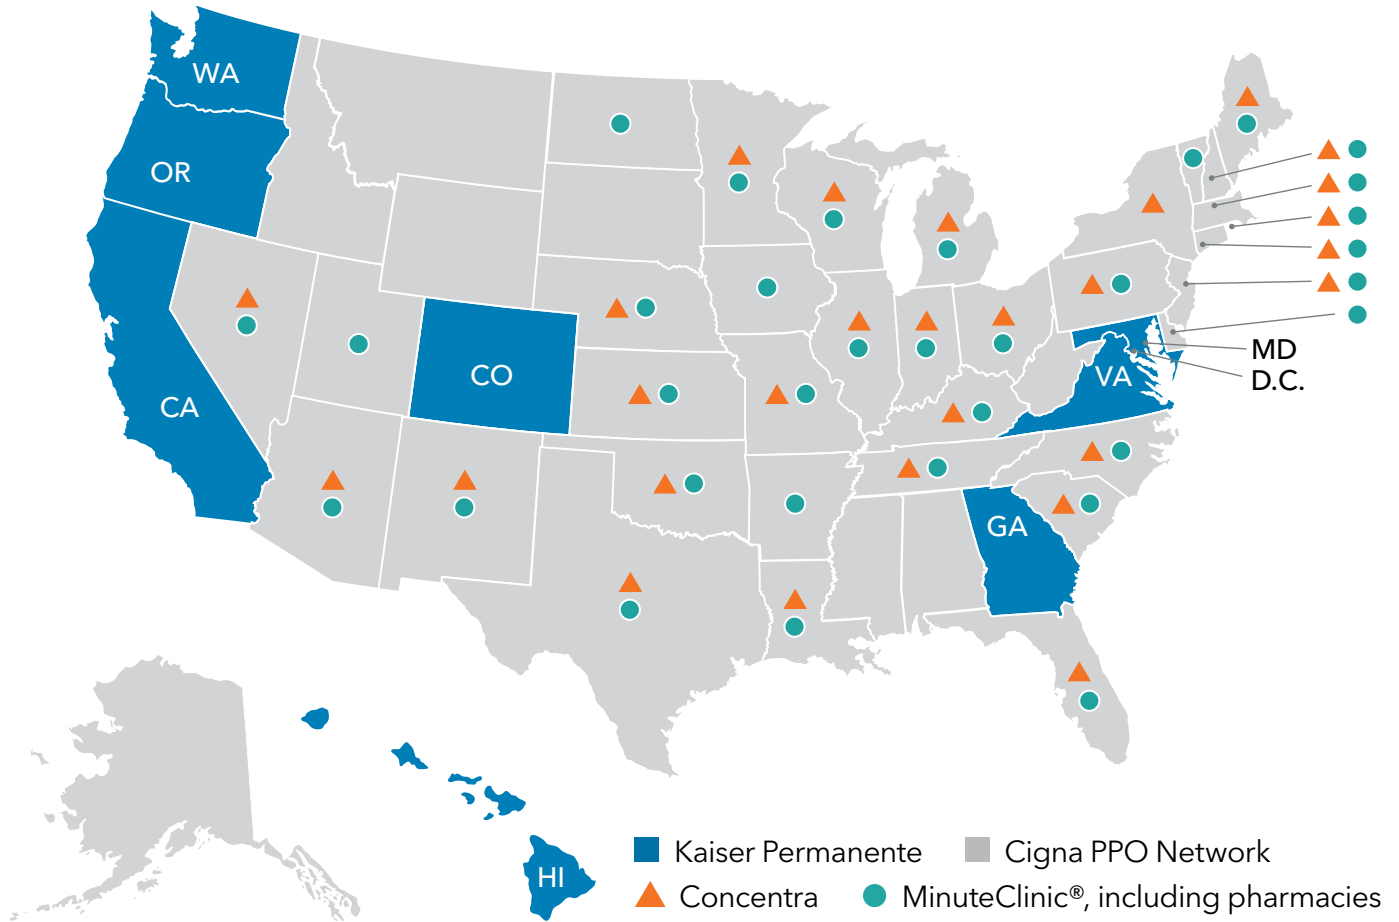 WA
OR
CA
CO
MD
D.C.
VA
GA
HI
Kaiser Permanente
Cigna PPO Network
Concentra
MinuteClinic®, including pharmacies